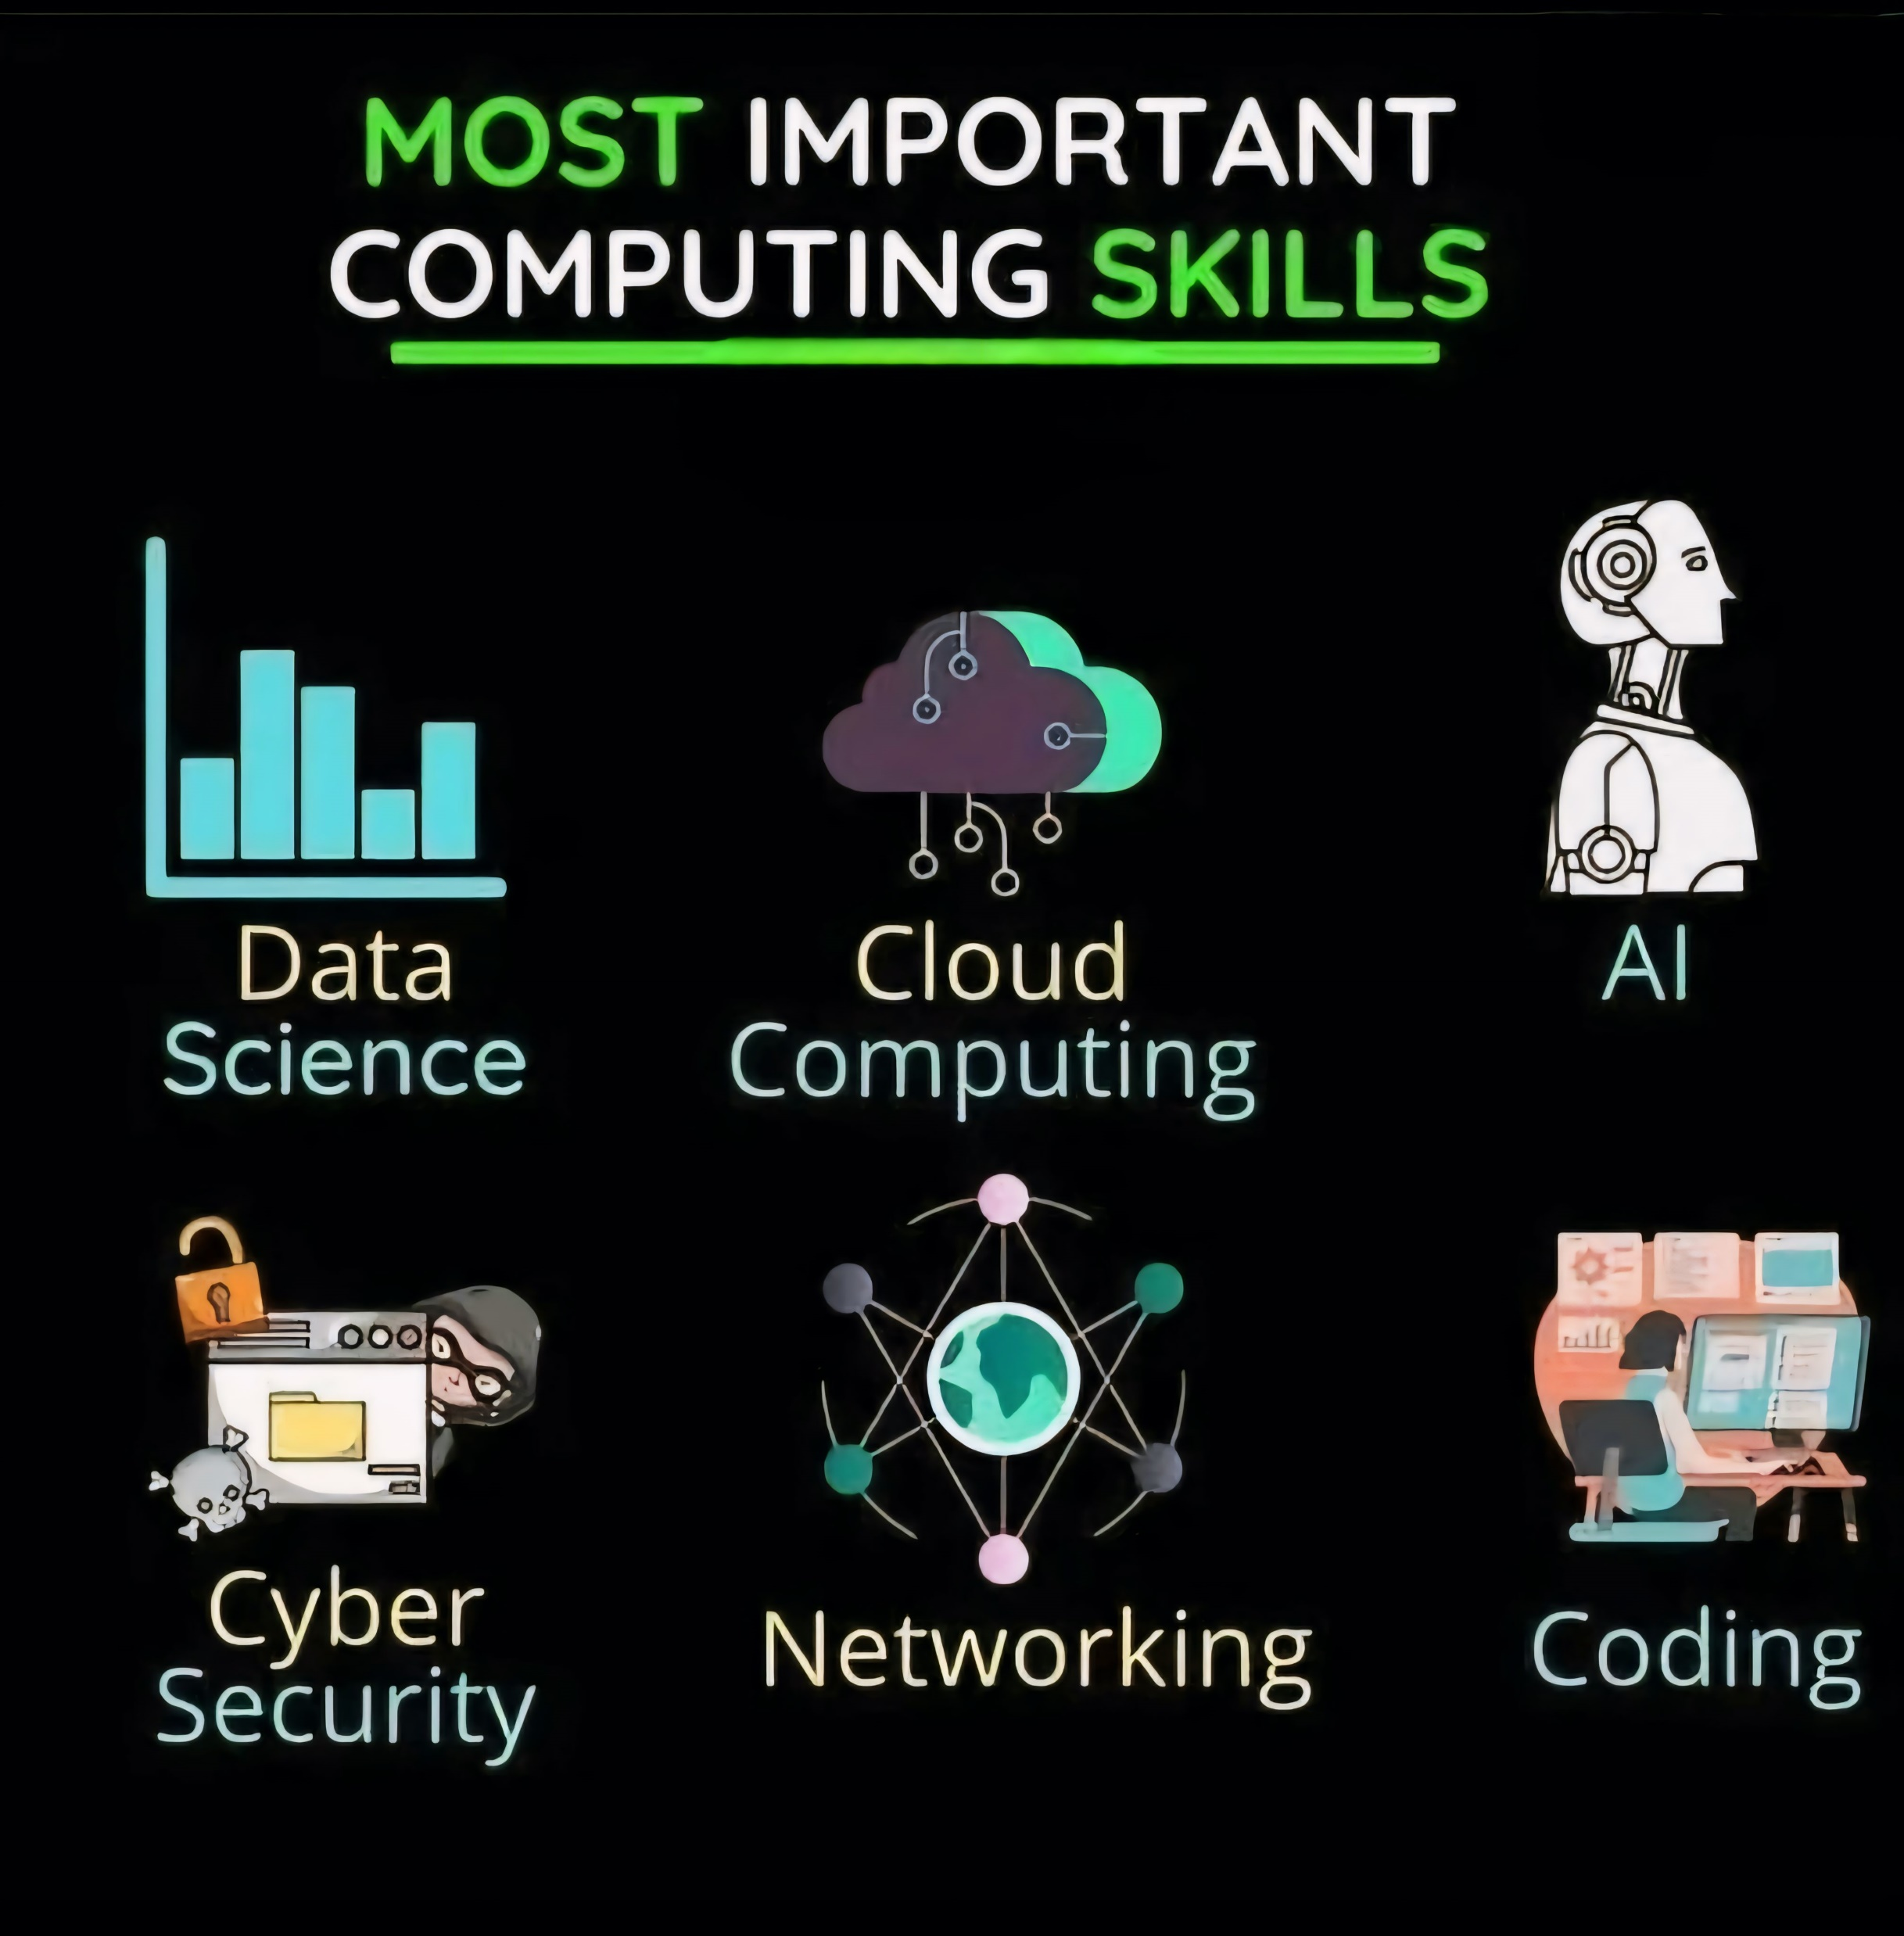 MOST IMPORTANT
COMPUTING SKILLS
Data
Science
Cloud
Computing
AI
Cyber
Security
Networking
Coding